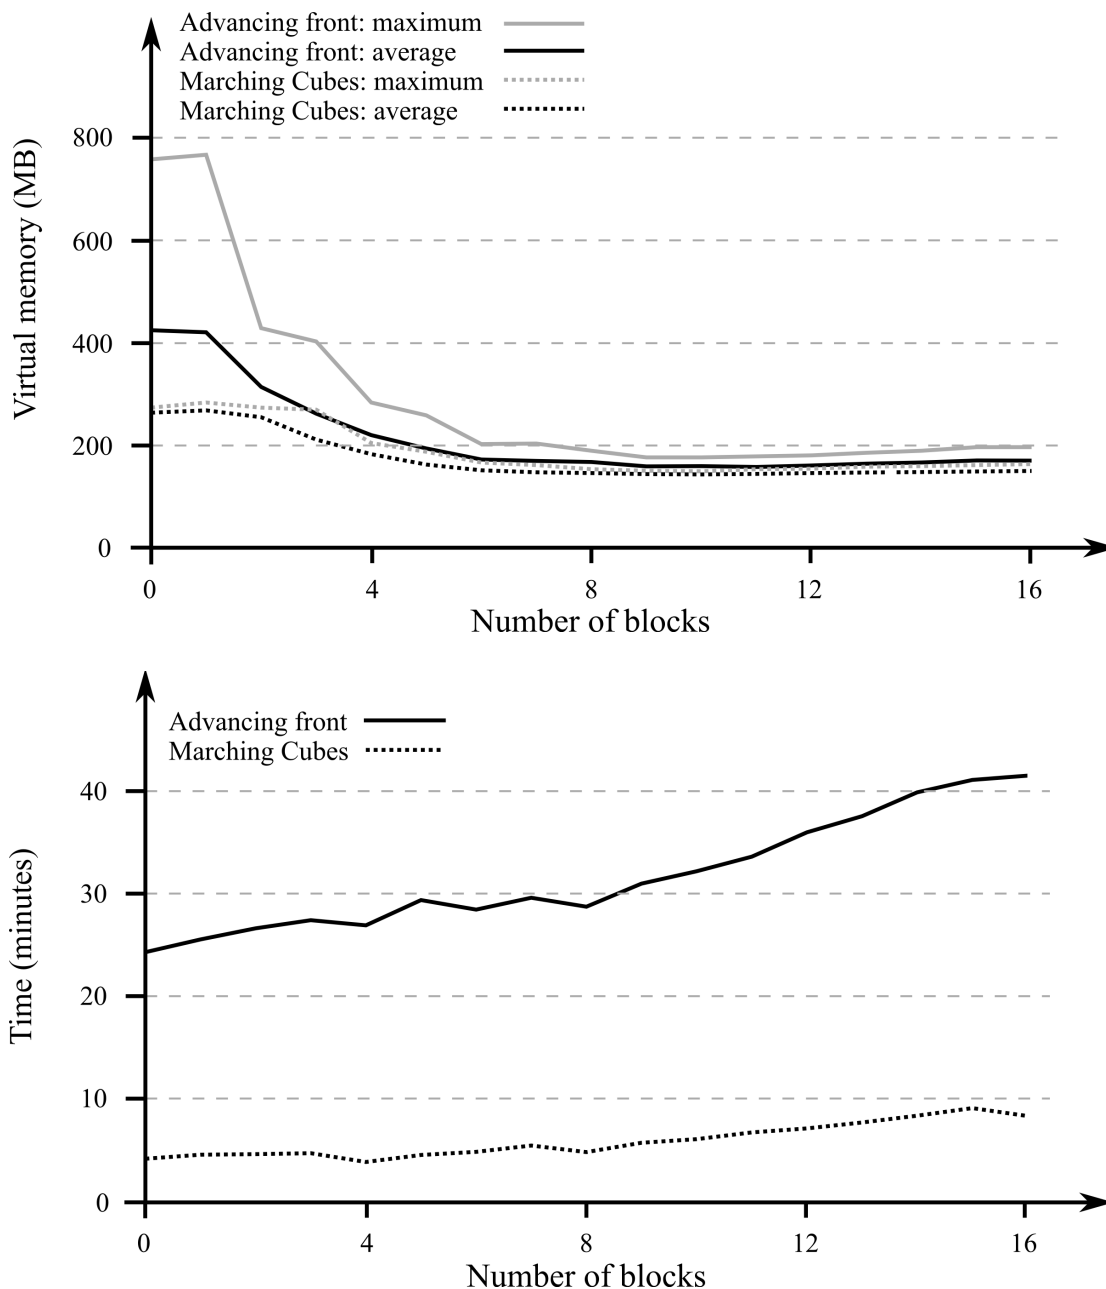 Advancing front: maximum
Advancing front: average
Marching Cubes: maximum
Marching Cubes: average
Virtual memory (MB)
800
600
400
200
0
0 4 8 12 16
Number of blocks
Advancing front
Marching Cubes
Time (minutes)
40
30
20
10
0
0 4 8 12 16
Number of blocks